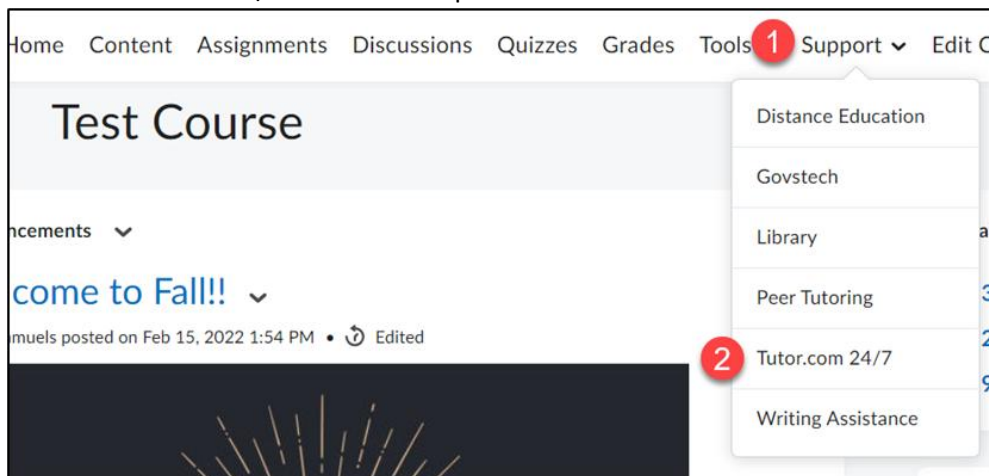 Home Content Assignments Discussions Quizzes Grades Tools 1 Support Edit
Test Course
Distance Education
Govstech
ncements
Library
come to Fall!!
Peer Tutoring
muels posted on Feb 15, 2022 1:54 PM • Edited
2 Tutor.com 24/7
Writing Assistance